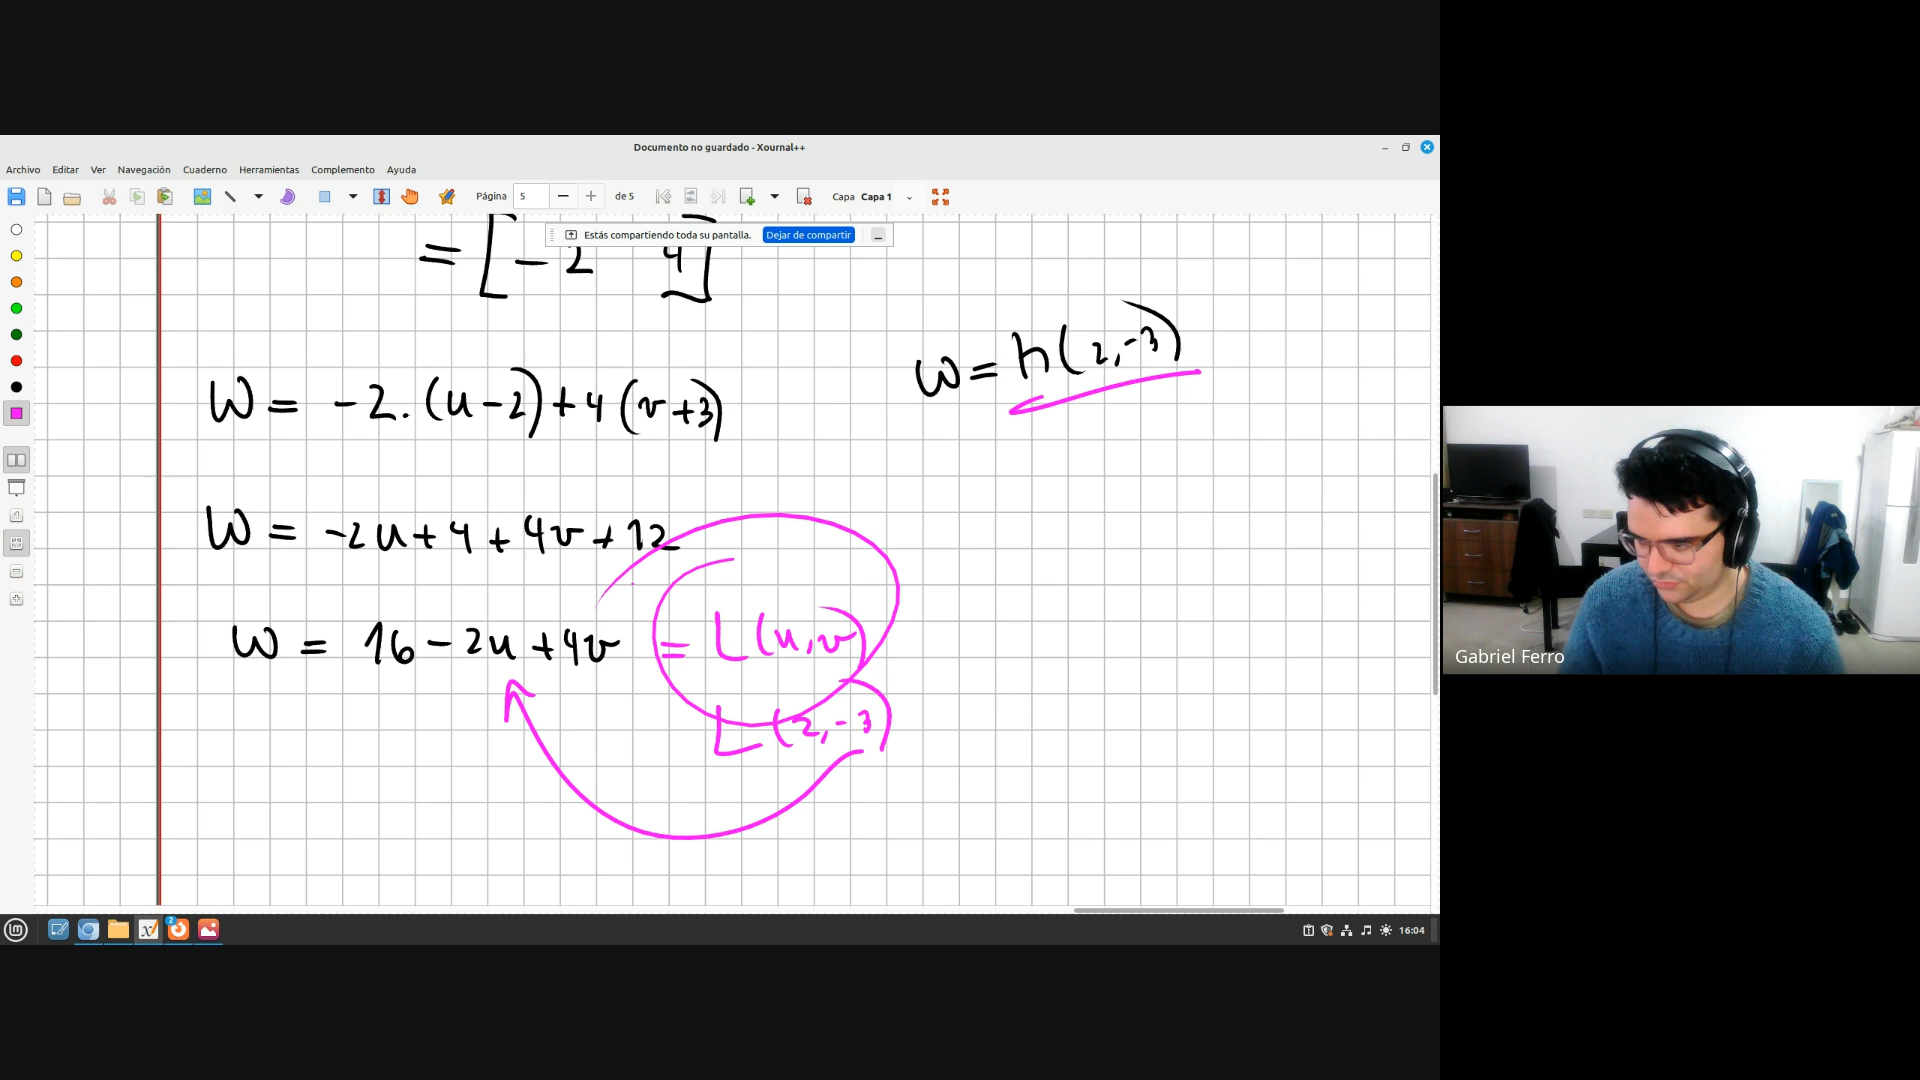 Documento no guardado - Xournal++
Archivo Editar Ver Navegación Cuaderno Herramientas Complemento Ayuda
Página 5 de 5 Capa Capa 1
Estás compartiendo toda su pantalla. Dejar de compartir
= [-2 4]
w = h(2,-3)
W = -2.(u-2)+4(v+3)
W = -2u+4+4v+12
w = 16-2u+4v = L(u,v)
L(2,-3)
Gabriel Ferro
2
16:04